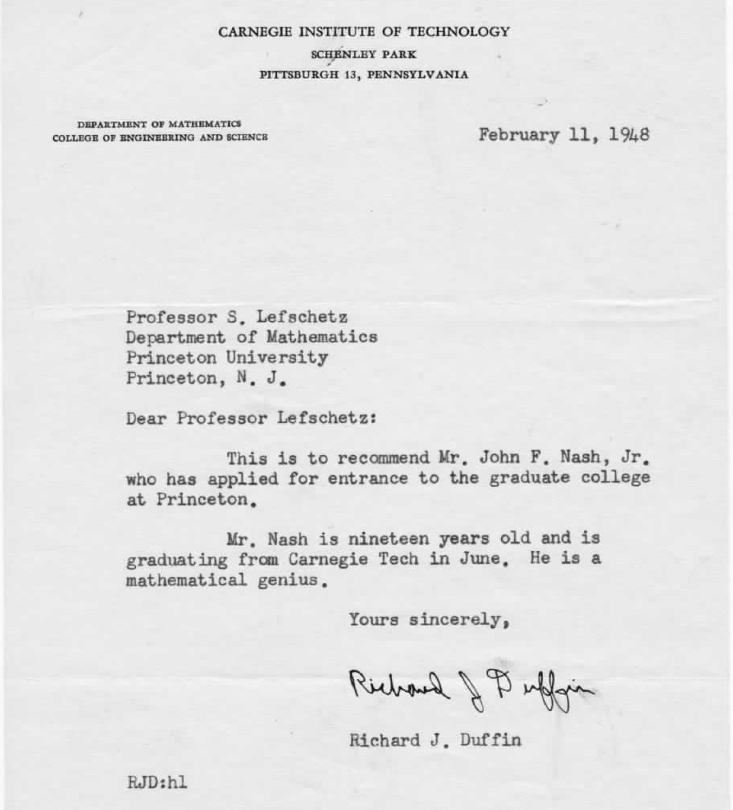 CARNEGIE INSTITUTE OF TECHNOLOGY
SCHENLEY PARK
PITTSBURGH 13, PENNSYLVANIA
DEPARTMENT OF MATHEMATICS
COLLEGE OF ENGINEERING AND SCIENCE
February 11, 1948
Professor S. Lefschetz
Department of Mathematics
Princeton University
Princeton, N. J.
Dear Professor Lefschetz:
This is to recommend Mr. John F. Nash, Jr.
who has applied for entrance to the graduate college
at Princeton.
Mr. Nash is nineteen years old and is
graduating from Carnegie Tech in June. He is a
mathematical genius.
Yours sincerely,
Richard J Duffin
Richard J. Duffin
RJD:hl